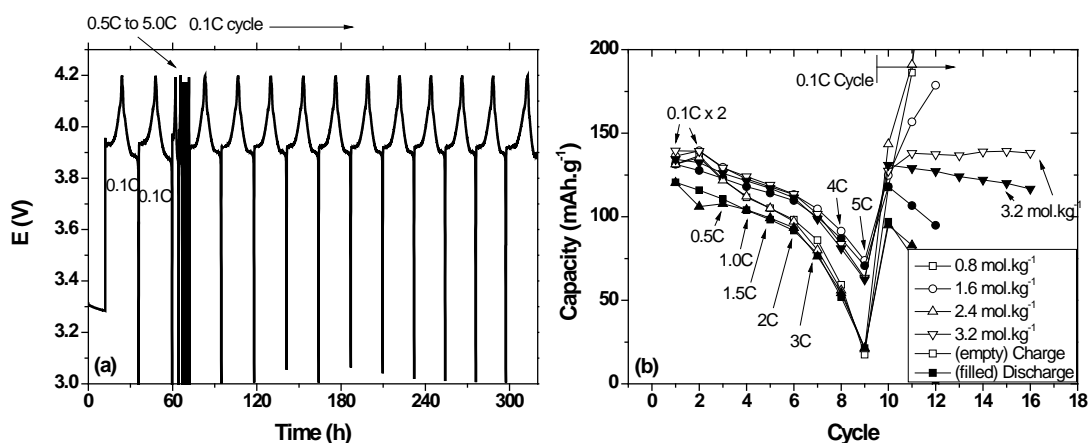 0.5C to 5.0C
0.1C cycle
4.2
4.0
3.8
3.6
3.4
3.2
3.0
E (V)
0.1C
0.1C
(a)
0
60
120
180
240
300
Time (h)
200
150
100
50
0
Capacity (mAh.g⁻¹)
0.1C Cycle
0.1C x 2
4C
5C
0.5C
1.0C
1.5C
2C
3C
3.2 mol.kg⁻¹
0.8 mol.kg⁻¹
1.6 mol.kg⁻¹
2.4 mol.kg⁻¹
3.2 mol.kg⁻¹
(empty) Charge
(filled) Discharge
(b)
0
2
4
6
8
10
12
14
16
18
Cycle